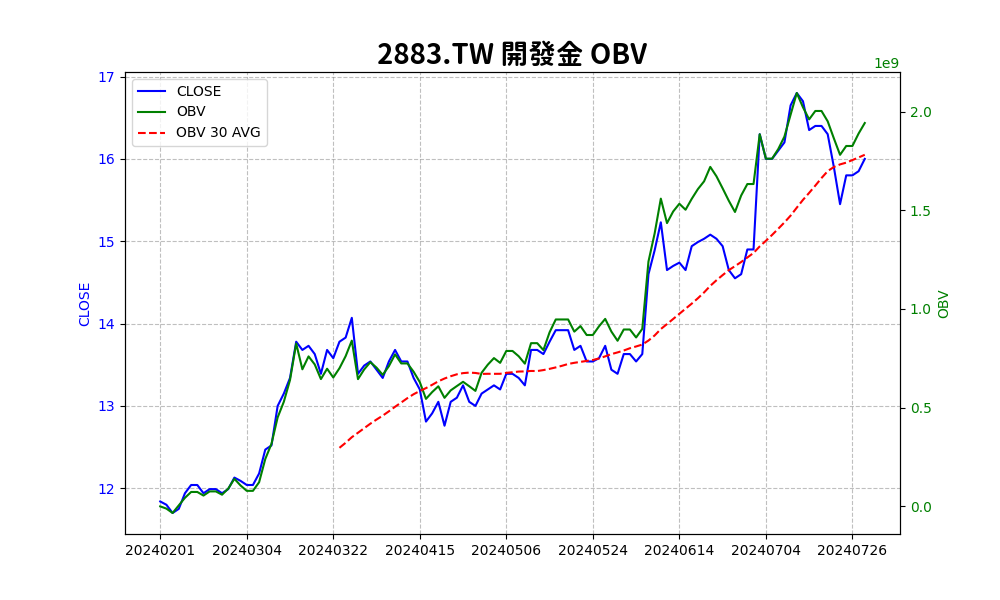 2883.TW 開發金 OBV
1e9
CLOSE
OBV
OBV 30 AVG
17
16
15
14
13
12
CLOSE
2.0
1.5
1.0
0.5
0.0
OBV
20240201 20240304 20240322 20240415 20240506 20240524 20240614 20240704 20240726